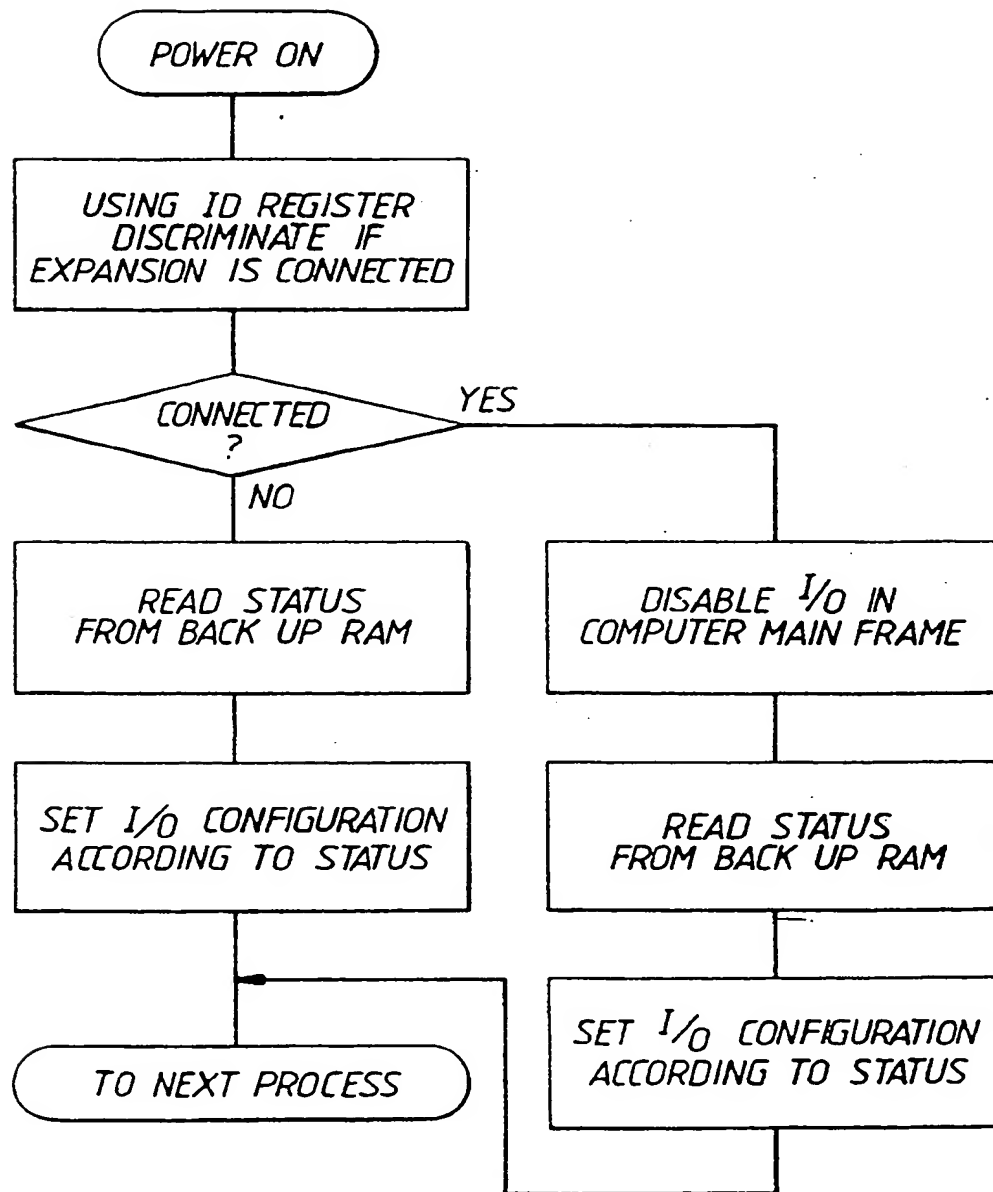 POWER ON
USING ID REGISTER
DISCRIMINATE IF
EXPANSION IS CONNECTED
CONNECTED
?
YES
NO
READ STATUS
FROM BACK UP RAM
SET I/O CONFIGURATION
ACCORDING TO STATUS
TO NEXT PROCESS
DISABLE I/O IN
COMPUTER MAIN FRAME
READ STATUS
FROM BACK UP RAM
SET I/O CONFIGURATION
ACCORDING TO STATUS